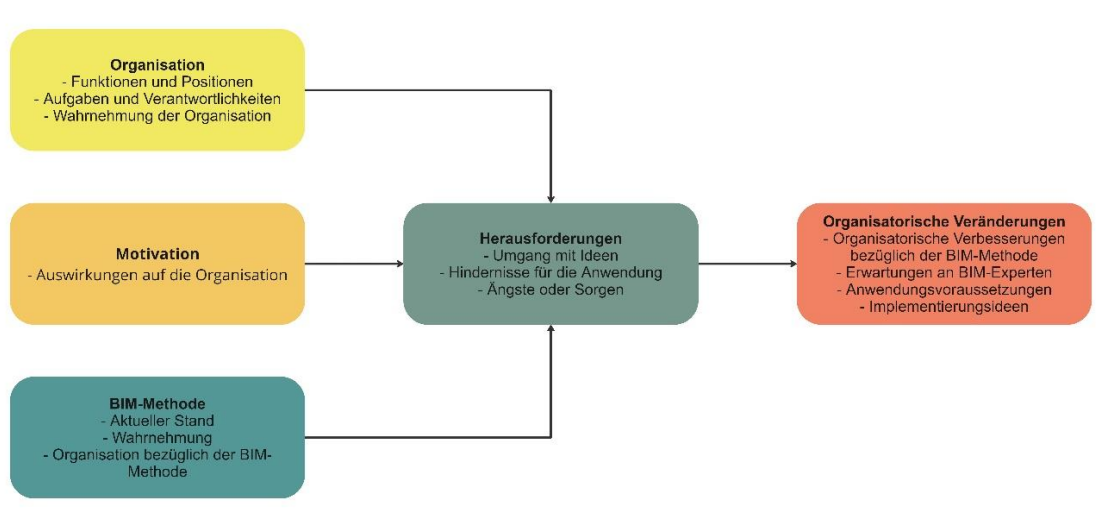 Organisation
- Funktionen und Positionen
- Aufgaben und Verantwortlichkeiten
- Wahrnehmung der Organisation
Motivation
- Auswirkungen auf die Organisation
BIM-Methode
- Aktueller Stand
- Wahrnehmung
- Organisation bezüglich der BIM-
Methode
Herausforderungen
- Umgang mit Ideen
- Hindernisse für die Anwendung
- Ängste oder Sorgen
Organisatorische Veränderungen
- Organisatorische Verbesserungen
bezüglich der BIM-Methode
- Erwartungen an BIM-Experten
- Anwendungsvoraussetzungen
- Implementierungsideen